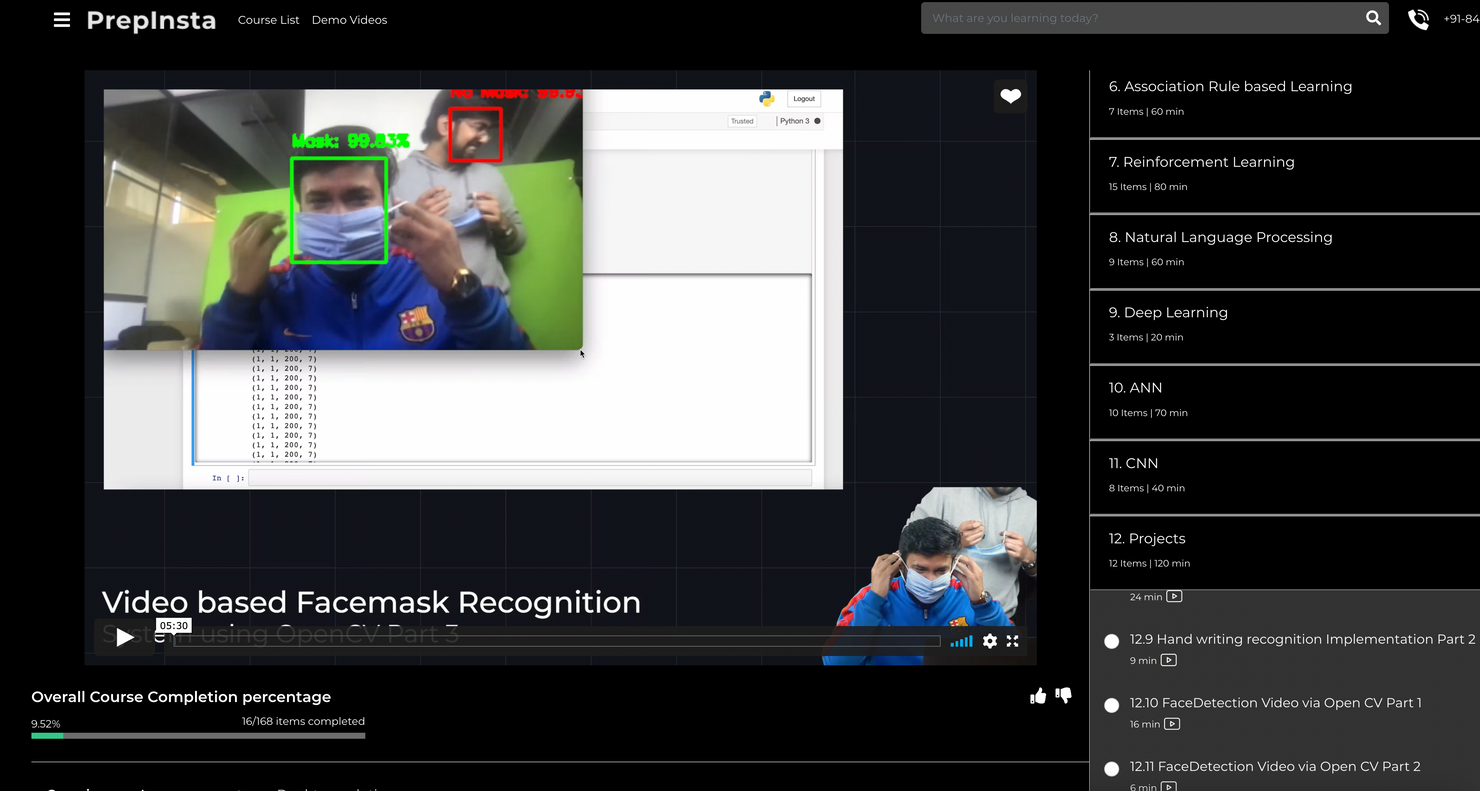 PrepInsta
Course List
Demo Videos
What are you learning today?
+91-84
No Mask: 99.9
Mask: 99.83%
Logout
Trusted
Python 3
(1, 1, 200, 7)
(1, 1, 200, 7)
(1, 1, 200, 7)
(1, 1, 200, 7)
(1, 1, 200, 7)
(1, 1, 200, 7)
(1, 1, 200, 7)
(1, 1, 200, 7)
(1, 1, 200, 7)
(1, 1, 200, 7)
(1, 1, 200, 7)
In [ ]:
Video based Facemask Recognition
System using OpenCV Part 3
05:30
Overall Course Completion percentage
9.52%
16/168 items completed
6. Association Rule based Learning
7 Items | 60 min
7. Reinforcement Learning
15 Items | 80 min
8. Natural Language Processing
9 Items | 60 min
9. Deep Learning
3 Items | 20 min
10. ANN
10 Items | 70 min
11. CNN
8 Items | 40 min
12. Projects
12 Items | 120 min
24 min
12.9 Hand writing recognition Implementation Part 2
9 min
12.10 FaceDetection Video via Open CV Part 1
16 min
12.11 FaceDetection Video via Open CV Part 2
6 min